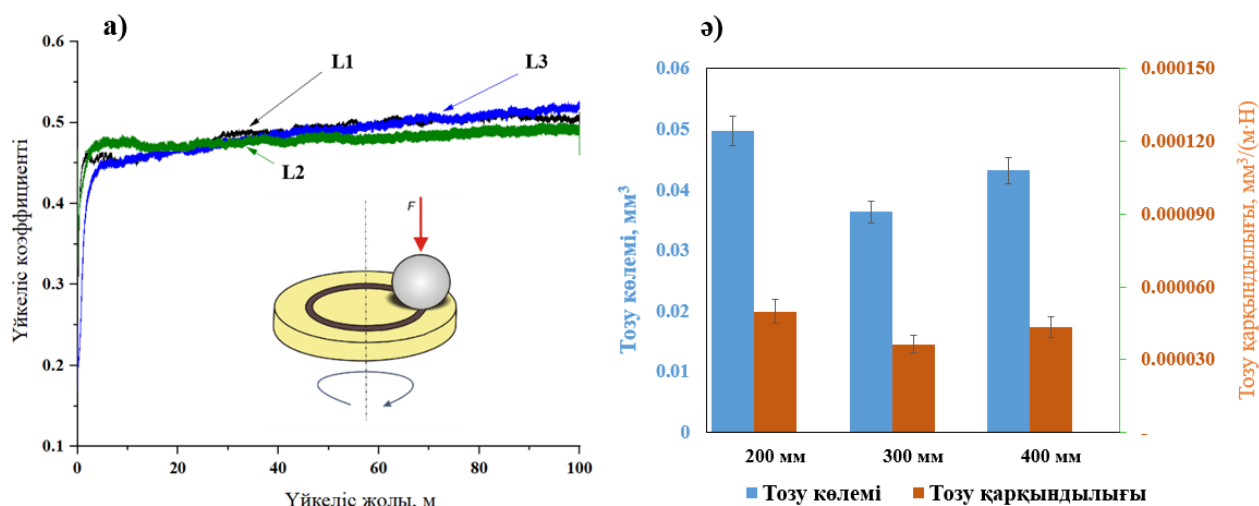 а)
0.6
0.5
0.4
0.3
0.2
0.1
0
20
40
60
80
100
Үйкеліс коэффициенті
Үйкеліс жолы, м
L1
L3
L2
F
ә)
0.06
0.05
0.04
0.03
0.02
0.01
0
Тозу көлемі, мм³
0.000150
0.000120
0.000090
0.000060
0.000030
-
Тозу қарқындылығы, мм³/(м·Н)
200 мм
300 мм
400 мм
Тозу көлемі
Тозу қарқындылығы